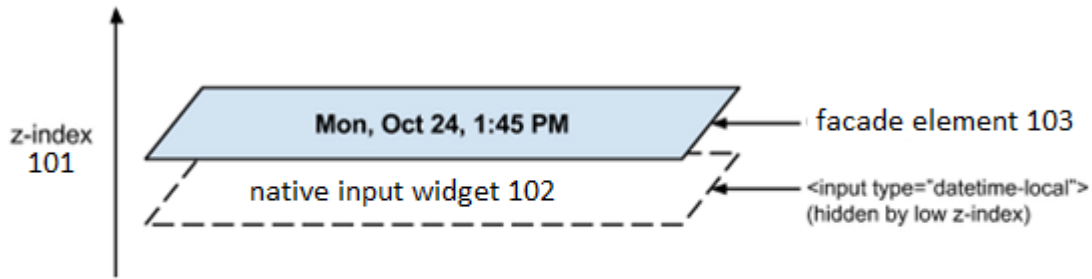 Mon, Oct 24, 1:45 PM
z-index
101
facade element 103
native input widget 102
<input type="datetime-local">
(hidden by low z-index)